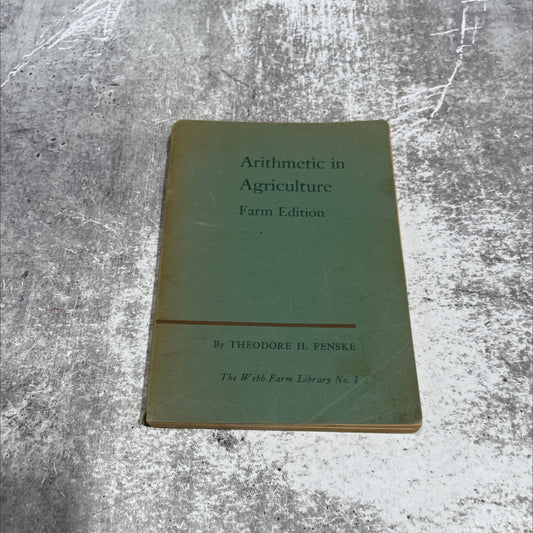 Arithmetic in
Agriculture
Farm Edition
By THEODORE H. FENSKE
The Webb Farm Library No. 1